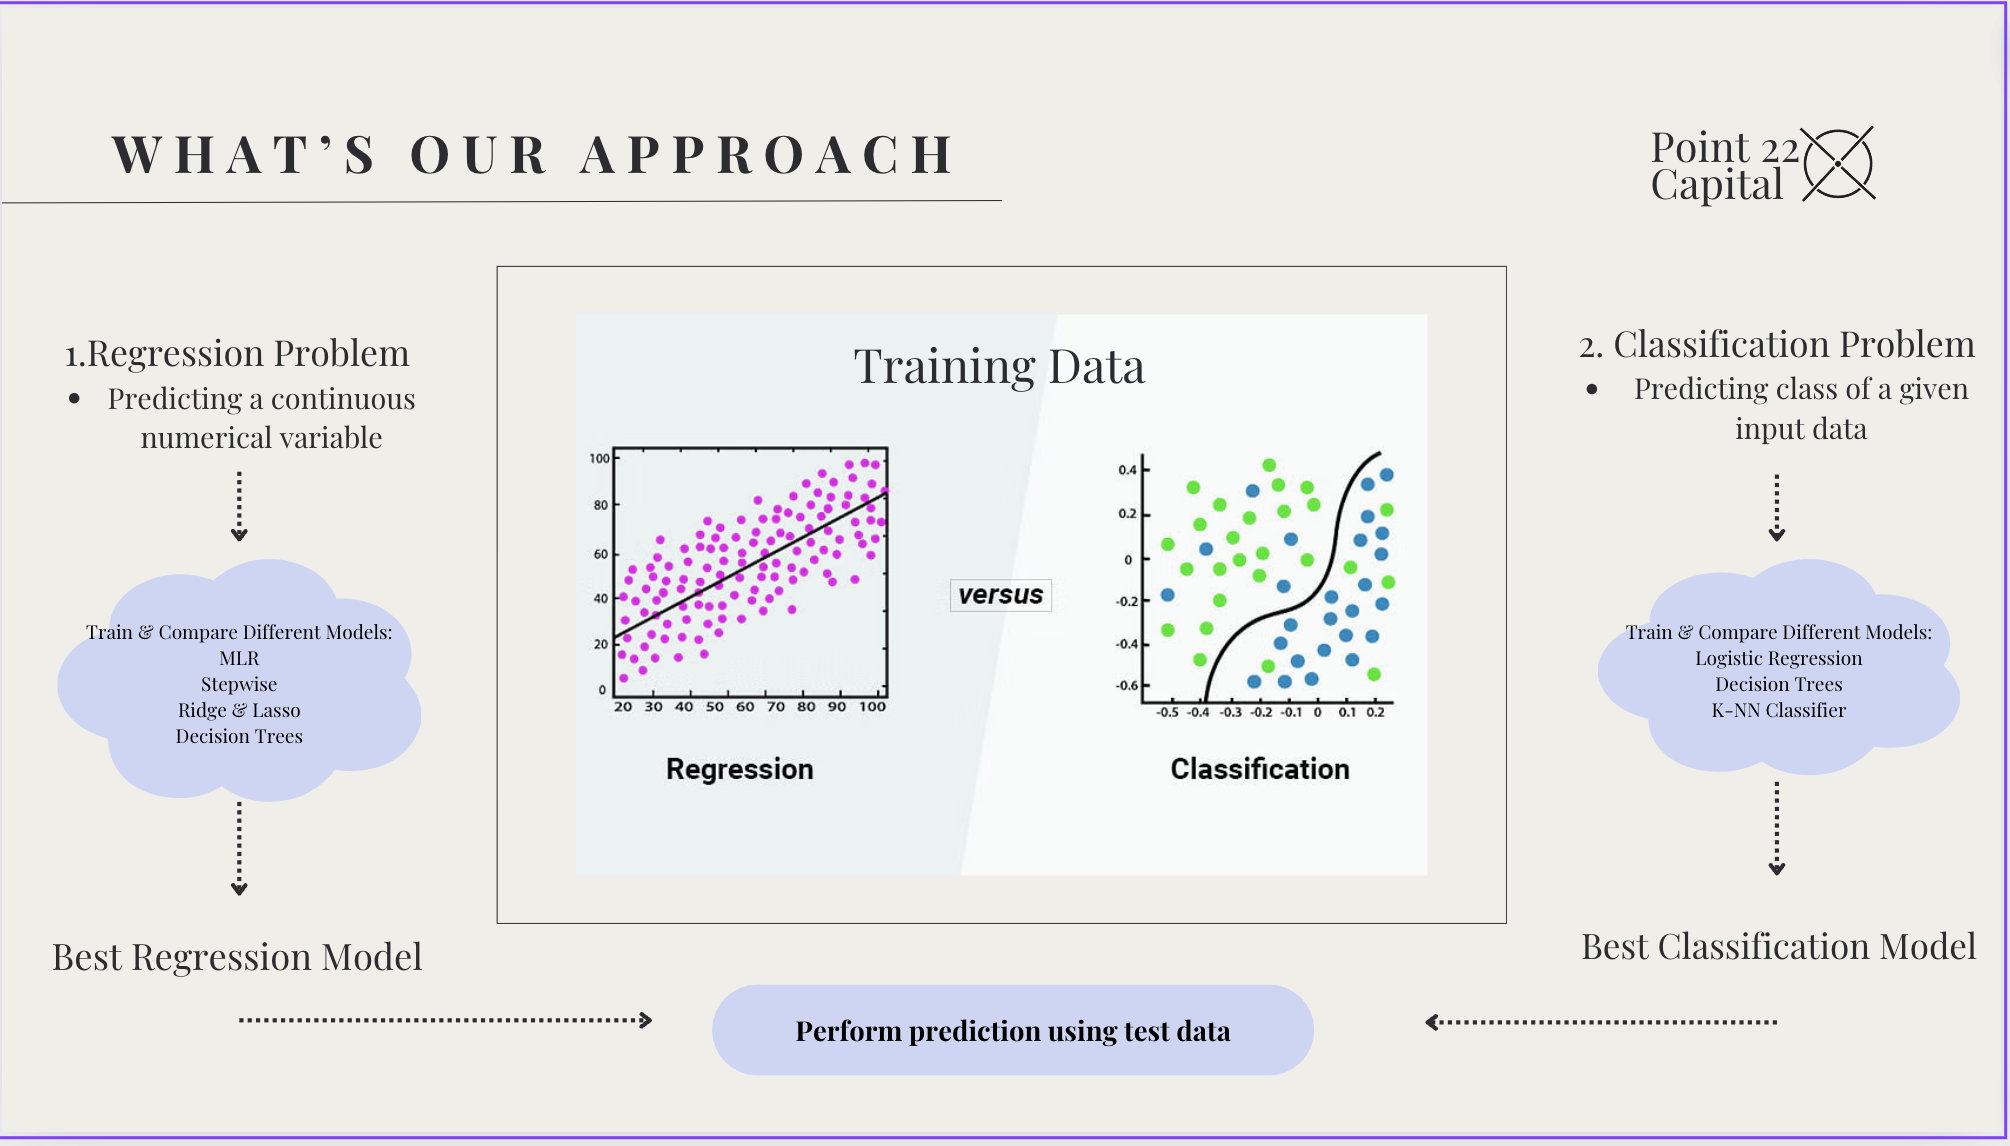 WHAT’S OUR APPROACH
Point 22
Capital
1.Regression Problem
• Predicting a continuous
numerical variable
Train & Compare Different Models:
MLR
Stepwise
Ridge & Lasso
Decision Trees
Best Regression Model
Training Data
100
80
60
40
20
0
20 30 40 50 60 70 80 90 100
Regression
versus
0.4
0.2
0
-0.2
-0.4
-0.6
-0.5 -0.4 -0.3 -0.2 -0.1 0 0.1 0.2
Classification
2. Classification Problem
• Predicting class of a given
input data
Train & Compare Different Models:
Logistic Regression
Decision Trees
K-NN Classifier
Best Classification Model
Perform prediction using test data